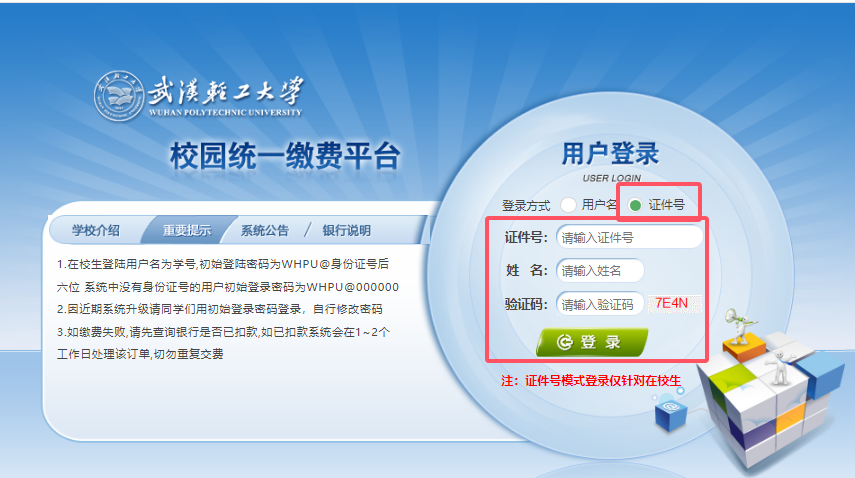 武漢輕工大學
WUHAN POLYTECHNIC UNIVERSITY
校园统一缴费平台
学校介绍 重要提示 系统公告 / 银行说明
1.在校生登陆用户名为学号,初始登陆密码为WHPU@身份证号后
六位 系统中没有身份证号的用户初始登录密码为WHPU@000000
2.因近期系统升级请同学们用初始登录密码登录，自行修改密码
3.如缴费失败,请先查询银行是否已扣款,如已扣款系统会在1~2个
工作日处理该订单,切勿重复交费
用户登录
USER LOGIN
登录方式 用户名 证件号
证件号： 请输入证件号
姓 名： 请输入姓名
验证码： 请输入验证码 7E4N
登 录
注：证件号模式登录仅针对在校生